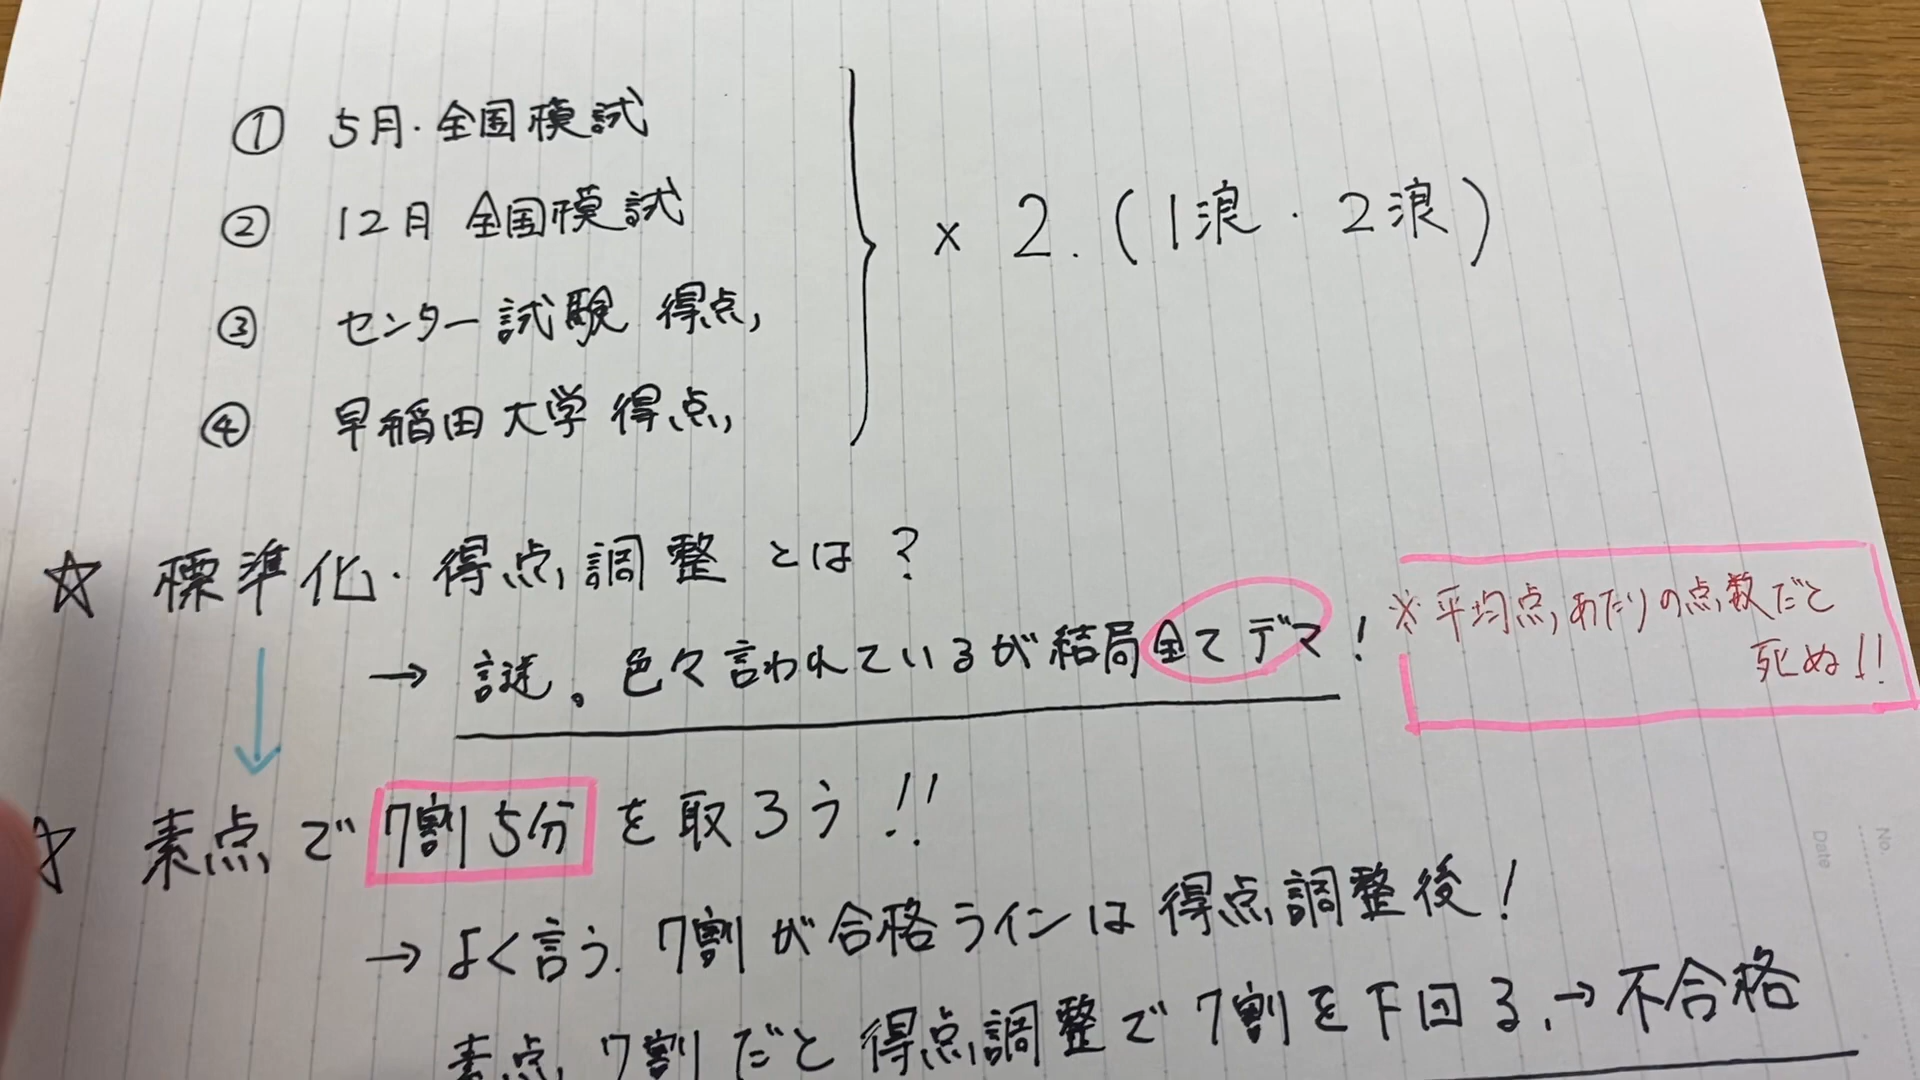 ① 5月・全国模試
② 12月 全国模試
③ センター試験 得点
④ 早稲田大学 得点
× 2.(1浪・2浪)
☆ 標準化・得点調整とは?
→ 謎。色々言われているが結局全てデマ!
※平均点あたりの点数だと
死ぬ!!
☆ 素点で7割5分を取ろう!!
→ よく言う.7割が合格ラインは得点調整後!
素点7割だと得点調整で7割を下回る.→不合格
No.
Date